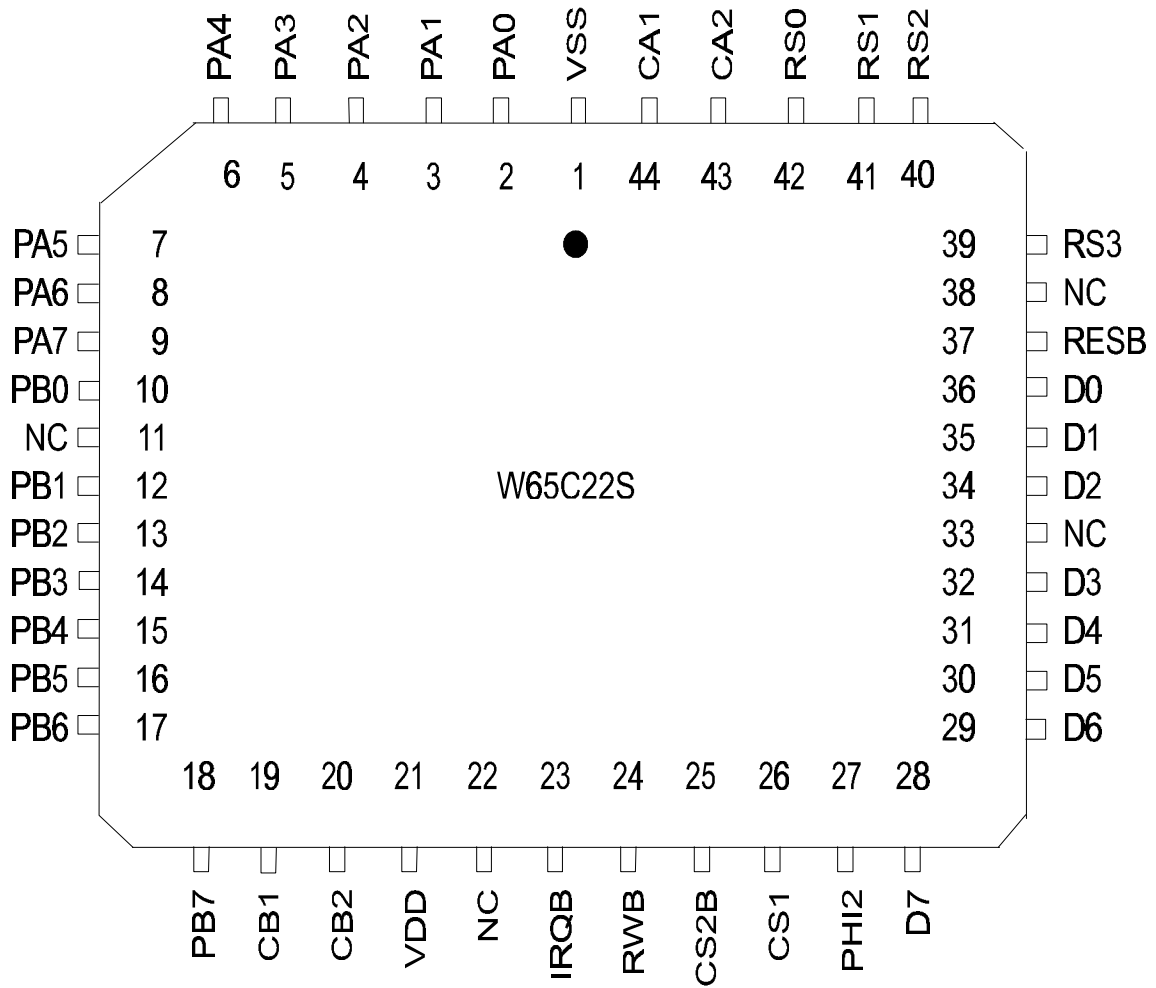 PA4 PA3 PA2 PA1 PA0 VSS CA1 CA2 RS0 RS1 RS2
6 5 4 3 2 1 44 43 42 41 40
PA5 7 39 RS3
PA6 8 38 NC
PA7 9 37 RESB
PB0 10 36 D0
NC 11 35 D1
PB1 12 W65C22S 34 D2
PB2 13 33 NC
PB3 14 32 D3
PB4 15 31 D4
PB5 16 30 D5
PB6 17 29 D6
18 19 20 21 22 23 24 25 26 27 28
PB7 CB1 CB2 VDD NC IRQB RWB CS2B CS1 PHI2 D7